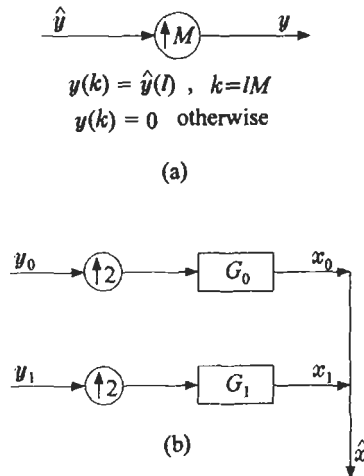 ŷ ↑M y
y(k) = ŷ(l) , k=lM
y(k) = 0 otherwise
(a)
y₀ ↑2 G₀ x₀
y₁ ↑2 G₁ x₁
(b)
x̂